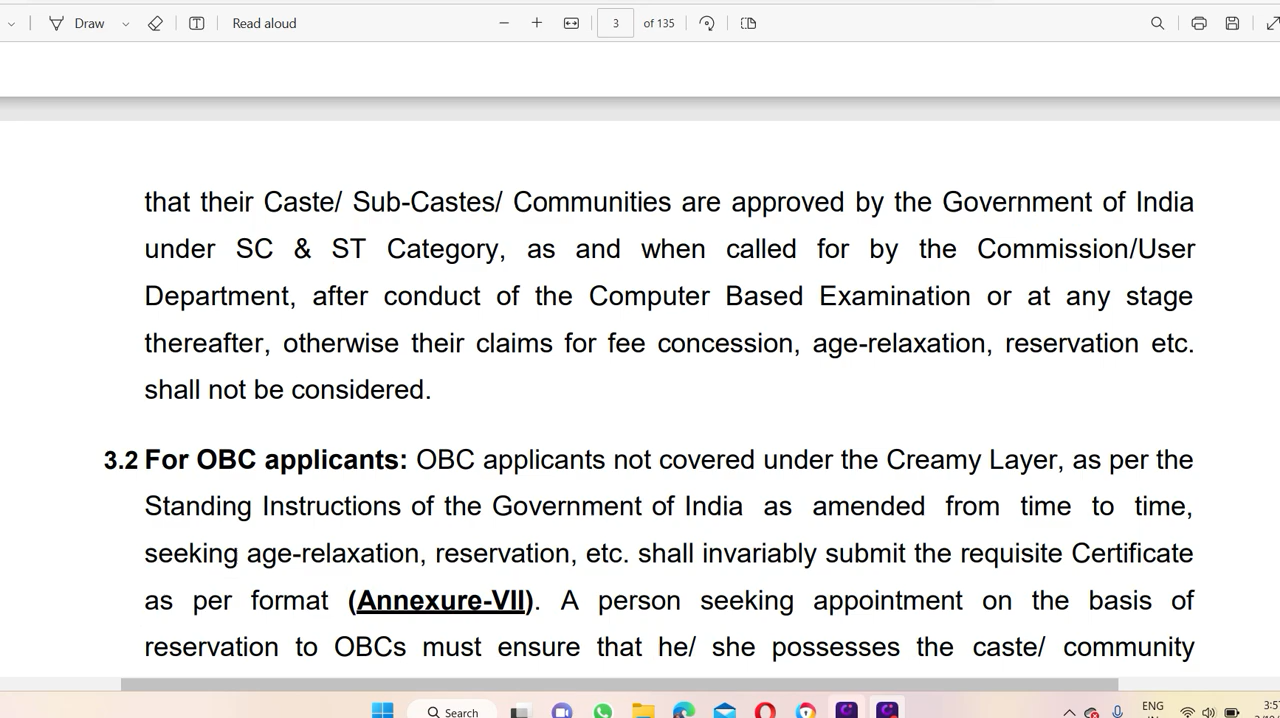 Draw Read aloud 3 of 135
that their Caste/ Sub-Castes/ Communities are approved by the Government of India
under SC & ST Category, as and when called for by the Commission/User
Department, after conduct of the Computer Based Examination or at any stage
thereafter, otherwise their claims for fee concession, age-relaxation, reservation etc.
shall not be considered.
3.2 For OBC applicants: OBC applicants not covered under the Creamy Layer, as per the
Standing Instructions of the Government of India as amended from time to time,
seeking age-relaxation, reservation, etc. shall invariably submit the requisite Certificate
as per format (Annexure-VII). A person seeking appointment on the basis of
reservation to OBCs must ensure that he/ she possesses the caste/ community
Search ENG